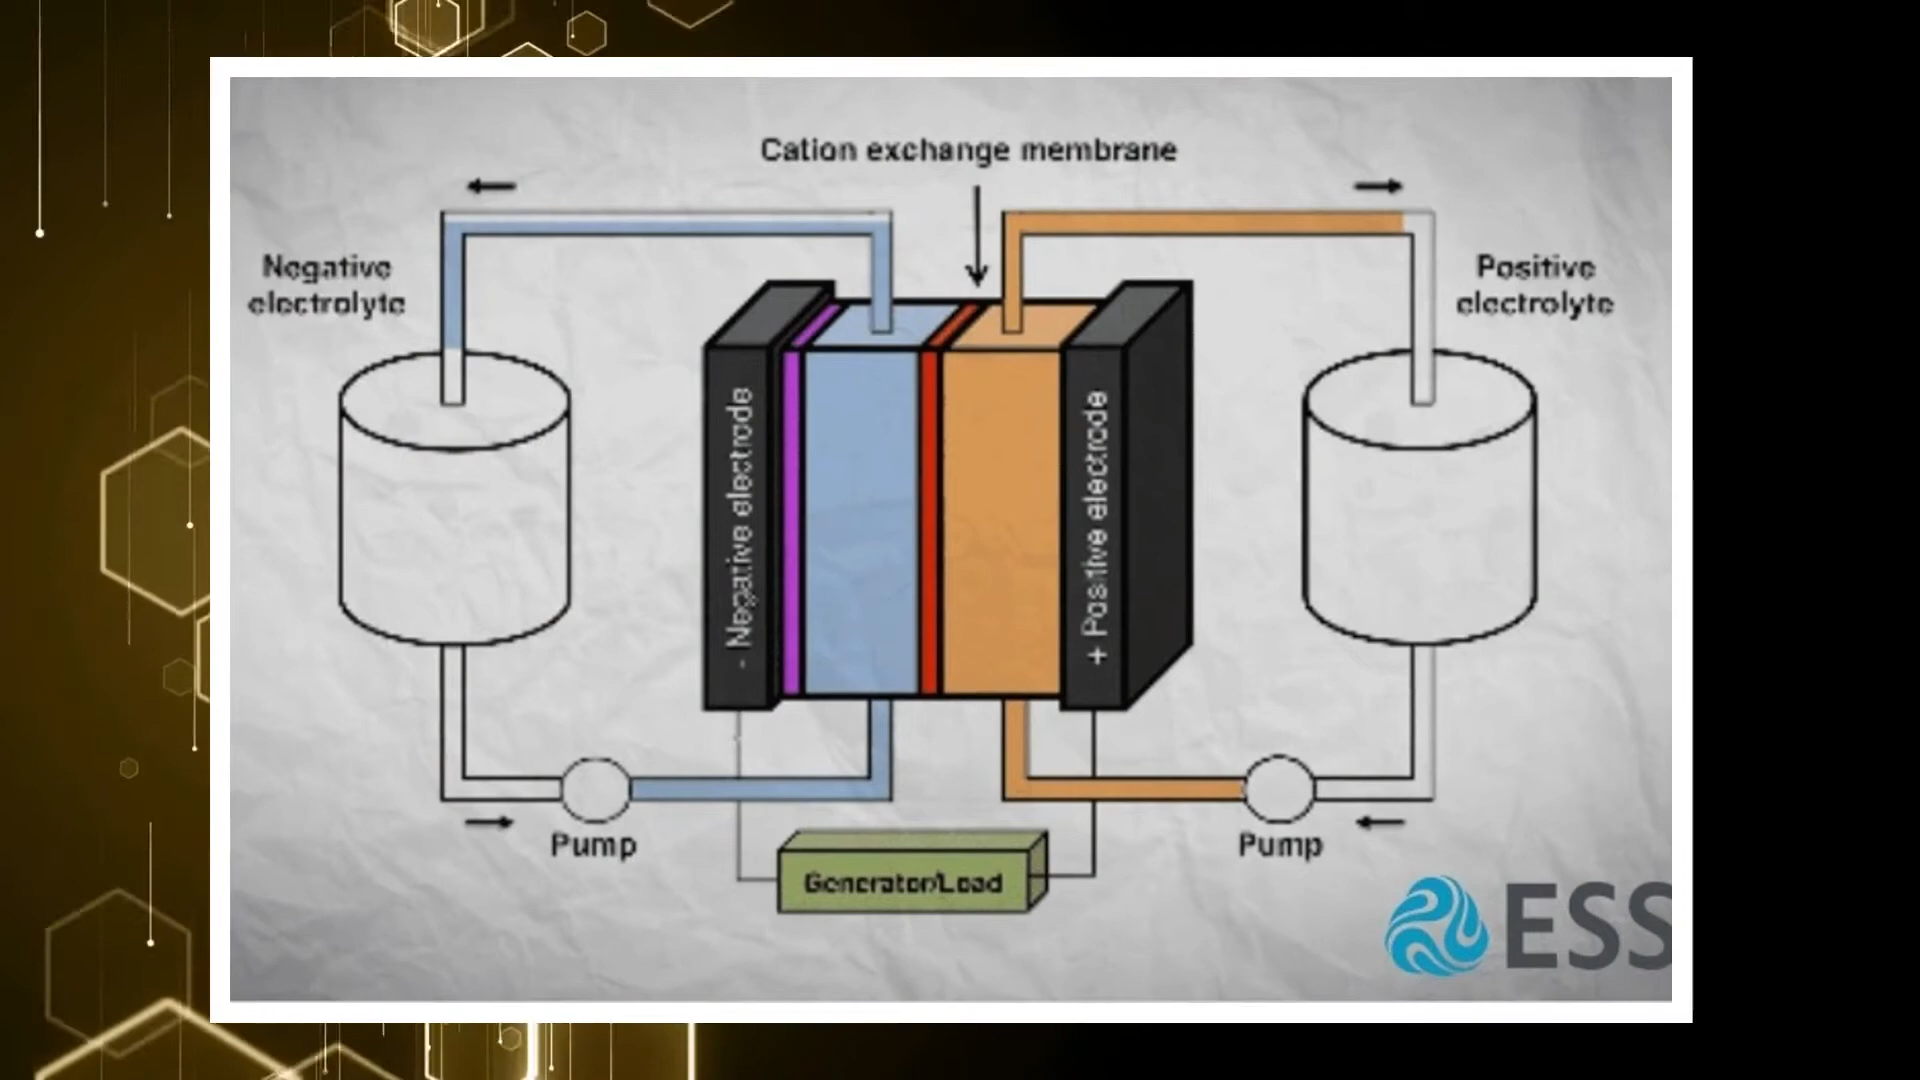 Cation exchange membrane
Negative
electrolyte
Positive
electrolyte
- Negative electrode
+ Positive electrode
Pump
Pump
Generator/Load
ESS